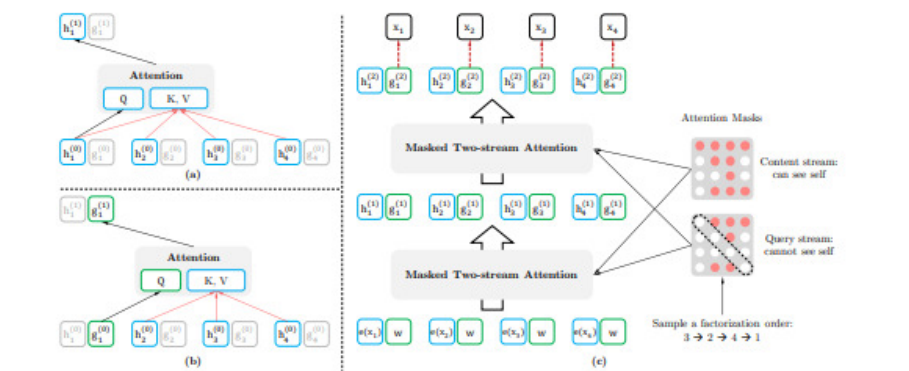 h₁⁽¹⁾ g₁⁽¹⁾
Attention
Q K, V
h₁⁽⁰⁾ g₁⁽⁰⁾ h₂⁽⁰⁾ g₂⁽⁰⁾ h₃⁽⁰⁾ g₃⁽⁰⁾ h₄⁽⁰⁾ g₄⁽⁰⁾
(a)
h₁⁽¹⁾ g₁⁽¹⁾
Attention
Q K, V
h₁⁽⁰⁾ g₁⁽⁰⁾ h₂⁽⁰⁾ g₂⁽⁰⁾ h₃⁽⁰⁾ g₃⁽⁰⁾ h₄⁽⁰⁾ g₄⁽⁰⁾
(b)
x₁ x₂ x₃ x₄
h₁⁽²⁾ g₁⁽²⁾ h₂⁽²⁾ g₂⁽²⁾ h₃⁽²⁾ g₃⁽²⁾ h₄⁽²⁾ g₄⁽²⁾
Masked Two-stream Attention
h₁⁽¹⁾ g₁⁽¹⁾ h₂⁽¹⁾ g₂⁽¹⁾ h₃⁽¹⁾ g₃⁽¹⁾ h₄⁽¹⁾ g₄⁽¹⁾
Masked Two-stream Attention
e(x₁) w e(x₂) w e(x₃) w e(x₄) w
(c)
Attention Masks
Content stream:
can see self
Query stream:
cannot see self
Sample a factorization order:
3 → 2 → 4 → 1